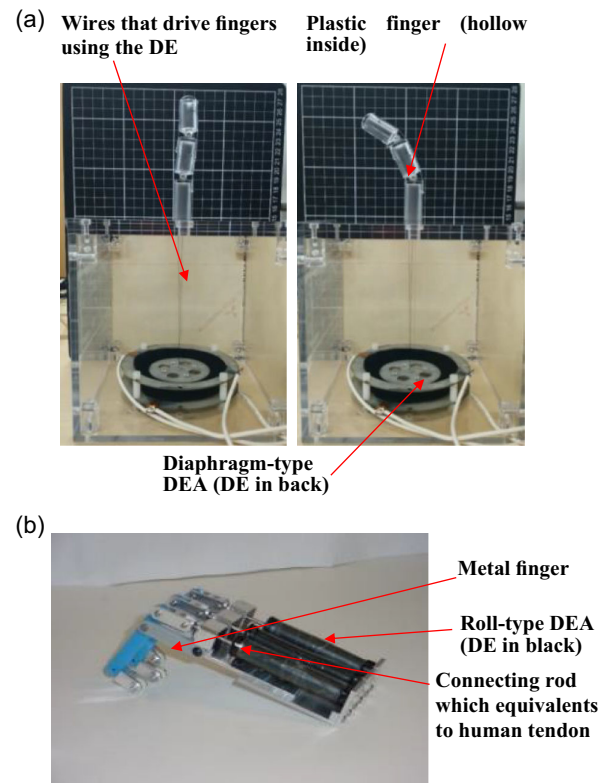 (a)
Wires that drive fingers
using the DE
Plastic finger (hollow
inside)
Diaphragm-type
DEA (DE in back)
(b)
Metal finger
Roll-type DEA
(DE in black)
Connecting rod
which equivalents
to human tendon